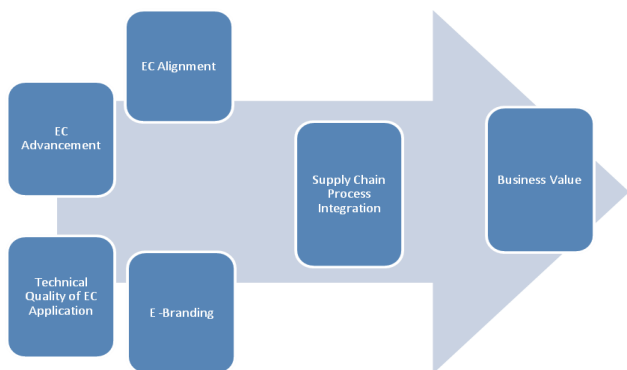 EC Alignment
EC
Advancement
Supply Chain
Process
Integration
Business Value
Technical
Quality of EC
Application
E -Branding